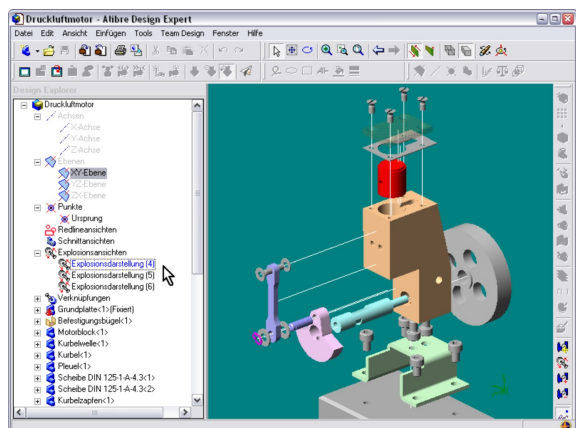 Druckluftmotor - Alibre Design Expert
Datei Edit Ansicht Einfügen Tools Team Design Fenster Hilfe
Design Explorer
Druckluftmotor
Achsen
X-Achse
Y-Achse
Z-Achse
Ebenen
XY-Ebene
YZ-Ebene
ZX-Ebene
Punkte
Ursprung
Redlineansichten
Schnittansichten
Explosionsansichten
Explosionsdarstellung (4)
Explosionsdarstellung (5)
Explosionsdarstellung (6)
Verknüpfungen
Grundplatte<1>(Fixiert)
Befestigungsbügel<1>
Motorblock<1>
Kurbelwelle<1>
Kurbel<1>
Pleuel<1>
Scheibe DIN 125-1-A-4.3<1>
Scheibe DIN 125-1-A-4.3<2>
Kurbelzapfen<1>